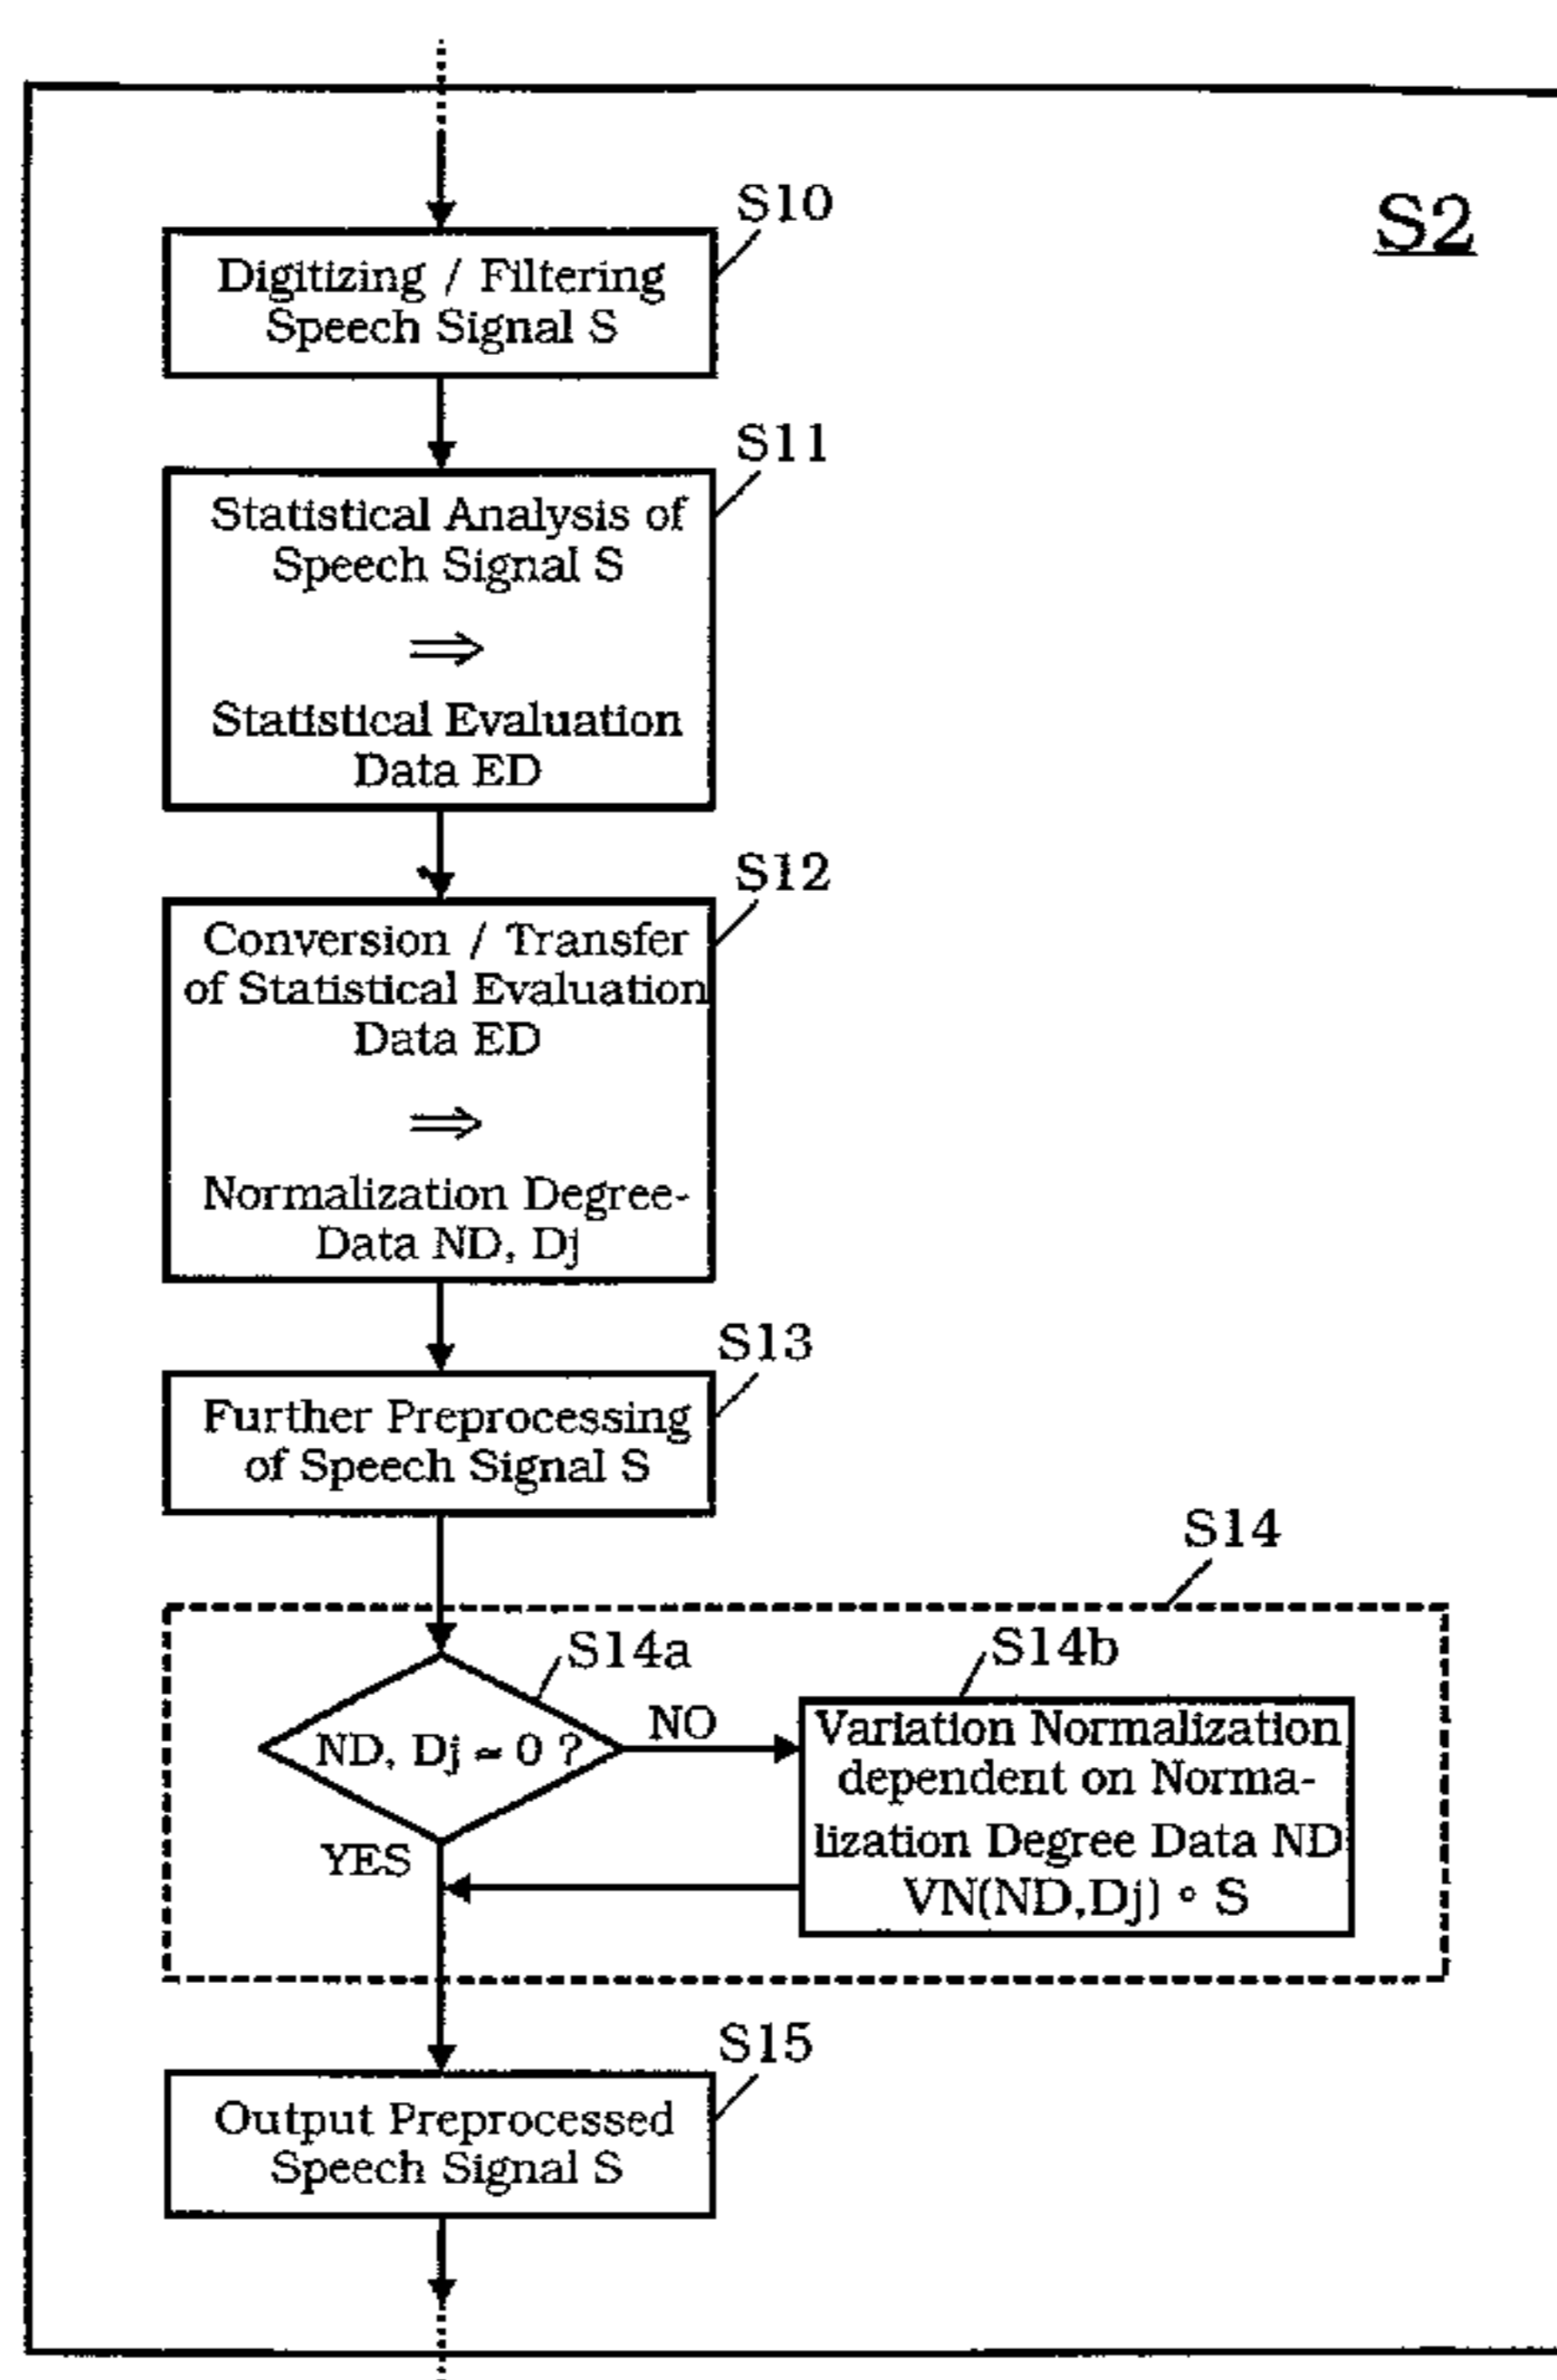 S2
S10
Digitizing / Filtering
Speech Signal S
S11
Statistical Analysis of
Speech Signal S
⇒
Statistical Evaluation
Data ED
S12
Conversion / Transfer
of Statistical Evaluation
Data ED
⇒
Normalization Degree-
Data ND, Dj
S13
Further Preprocessing
of Speech Signal S
S14
S14a
ND, Dj ≃ 0 ?
NO
YES
S14b
Variation Normalization
dependent on Norma-
lization Degree Data ND
VN(ND,Dj) ∘ S
S15
Output Preprocessed
Speech Signal S